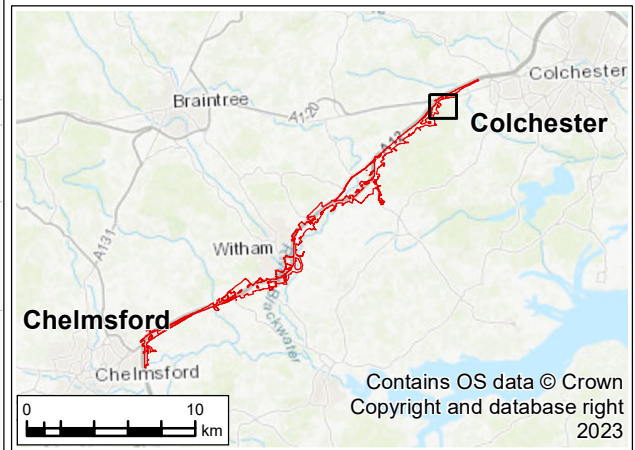 Colchester
Braintree
A120
Colchester
A12
A131
Witham
Blackwater
Chelmsford
Chelmsford
Contains OS data © Crown
Copyright and database right
2023
0 10
km